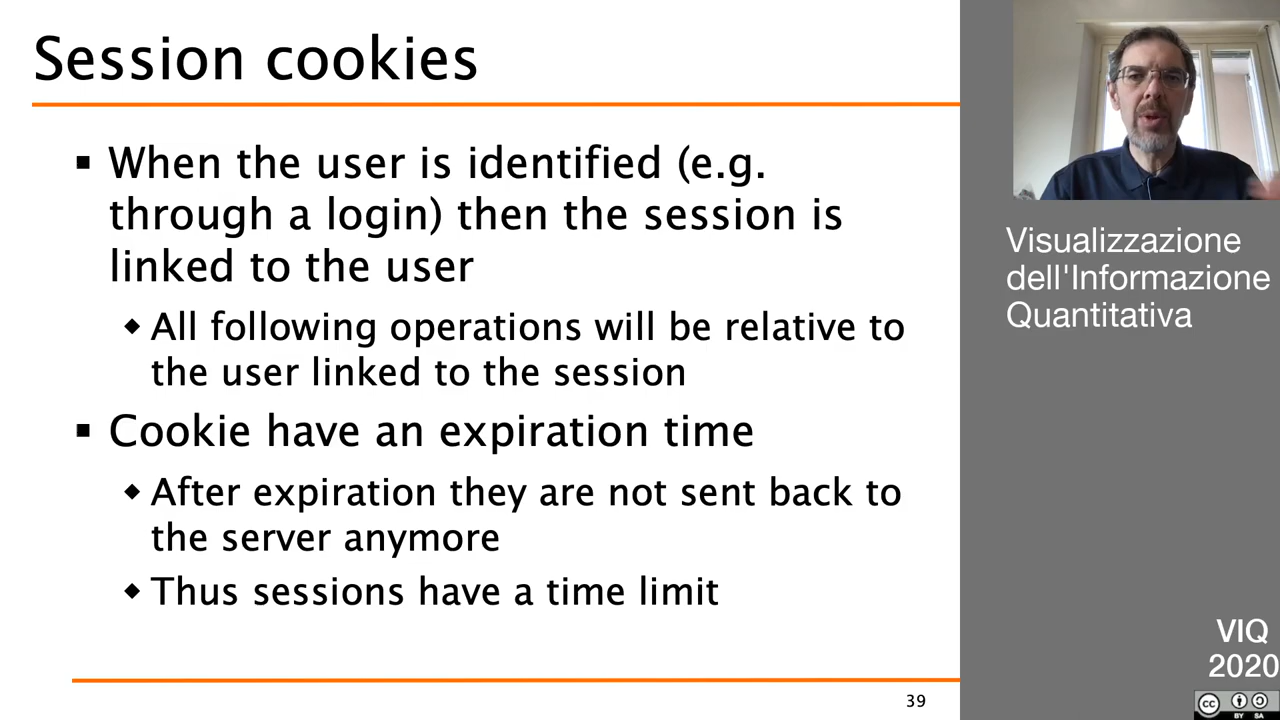 Session cookies
▪ When the user is identified (e.g.
through a login) then the session is
linked to the user
◆ All following operations will be relative to
the user linked to the session
▪ Cookie have an expiration time
◆ After expiration they are not sent back to
the server anymore
◆ Thus sessions have a time limit
39
Visualizzazione
dell'Informazione
Quantitativa
VIQ
2020
cc
BY SA